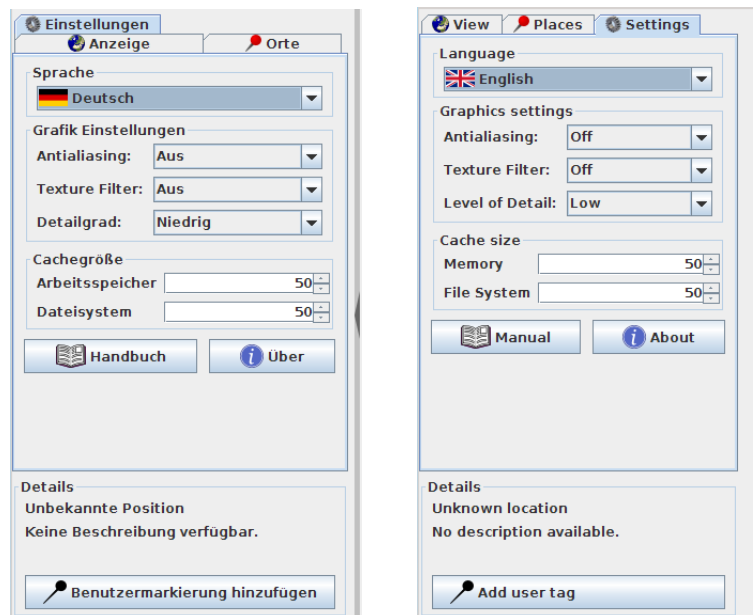 Einstellungen
Anzeige
Orte
Sprache
Deutsch
Grafik Einstellungen
Antialiasing: Aus
Texture Filter: Aus
Detailgrad: Niedrig
Cachegröße
Arbeitsspeicher 50
Dateisystem 50
Handbuch
Über
Details
Unbekannte Position
Keine Beschreibung verfügbar.
Benutzermarkierung hinzufügen
View
Places
Settings
Language
English
Graphics settings
Antialiasing: Off
Texture Filter: Off
Level of Detail: Low
Cache size
Memory 50
File System 50
Manual
About
Details
Unknown location
No description available.
Add user tag